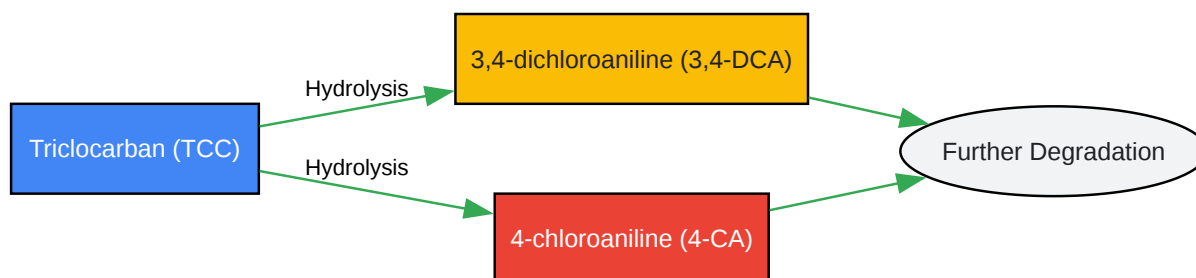 3,4-dichloroaniline (3,4-DCA)
Hydrolysis
Triclocarban (TCC)
Further Degradation
Hydrolysis
4-chloroaniline (4-CA)